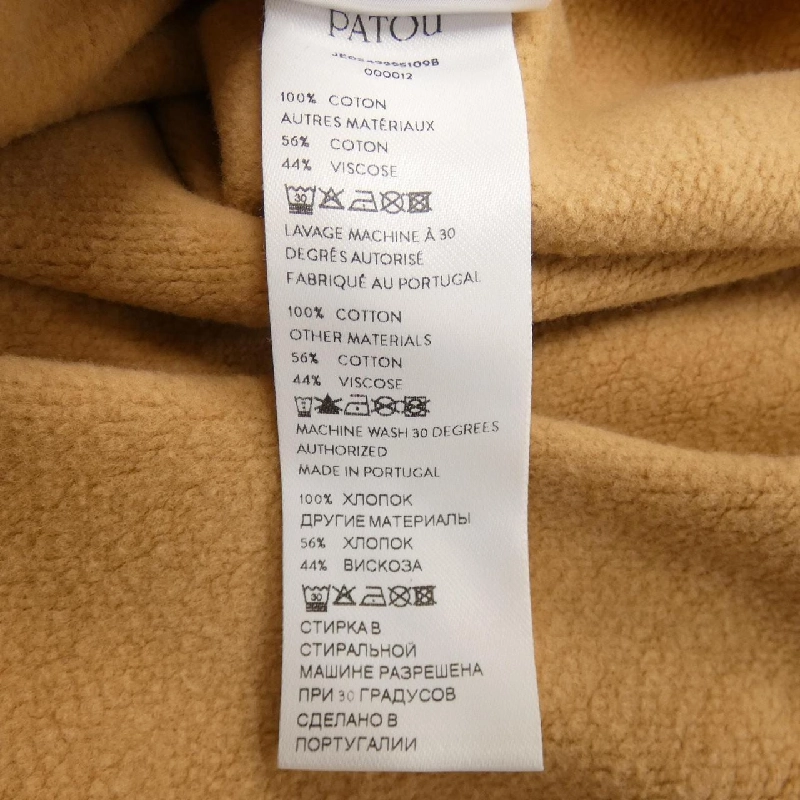 PATOU
000012
100% COTON
AUTRES MATÉRIAUX
56% COTON
44% VISCOSE
30
LAVAGE MACHINE À 30
DEGRÉS AUTORISÉ
FABRIQUÉ AU PORTUGAL
100% COTTON
OTHER MATERIALS
56% COTTON
44% VISCOSE
MACHINE WASH 30 DEGREES
AUTHORIZED
MADE IN PORTUGAL
100% ХЛОПОК
ДРУГИЕ МАТЕРИАЛЫ
56% ХЛОПОК
44% ВИСКОЗА
30
СТИРКА В
СТИРАЛЬНОЙ
МАШИНЕ РАЗРЕШЕНА
ПРИ 30 ГРАДУСОВ
СДЕЛАНО В
ПОРТУГАЛИИ